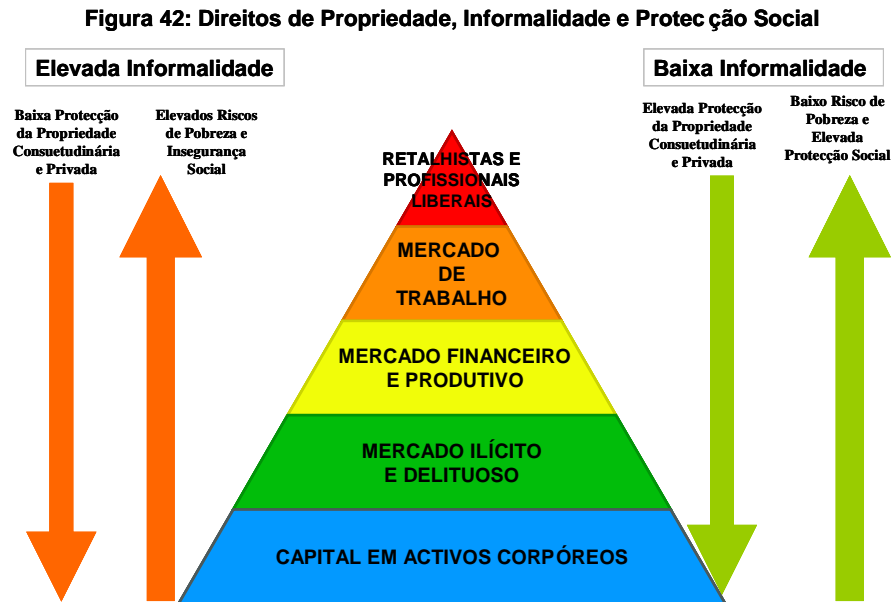 Figura 42: Direitos de Propriedade, Informalidade e Protecção Social
Elevada Informalidade
Baixa Informalidade
Baixa Protecção
da Propriedade
Consuetudinária
e Privada
Elevados Riscos
de Pobreza e
Insegurança
Social
Elevada Protecção
da Propriedade
Consuetudinária
e Privada
Baixo Risco de
Pobreza e
Elevada
Protecção Social
RETALHISTAS E
PROFISSIONAIS
LIBERAIS
MERCADO
DE
TRABALHO
MERCADO FINANCEIRO
E PRODUTIVO
MERCADO ILÍCITO
E DELITUOSO
CAPITAL EM ACTIVOS CORPÓREOS